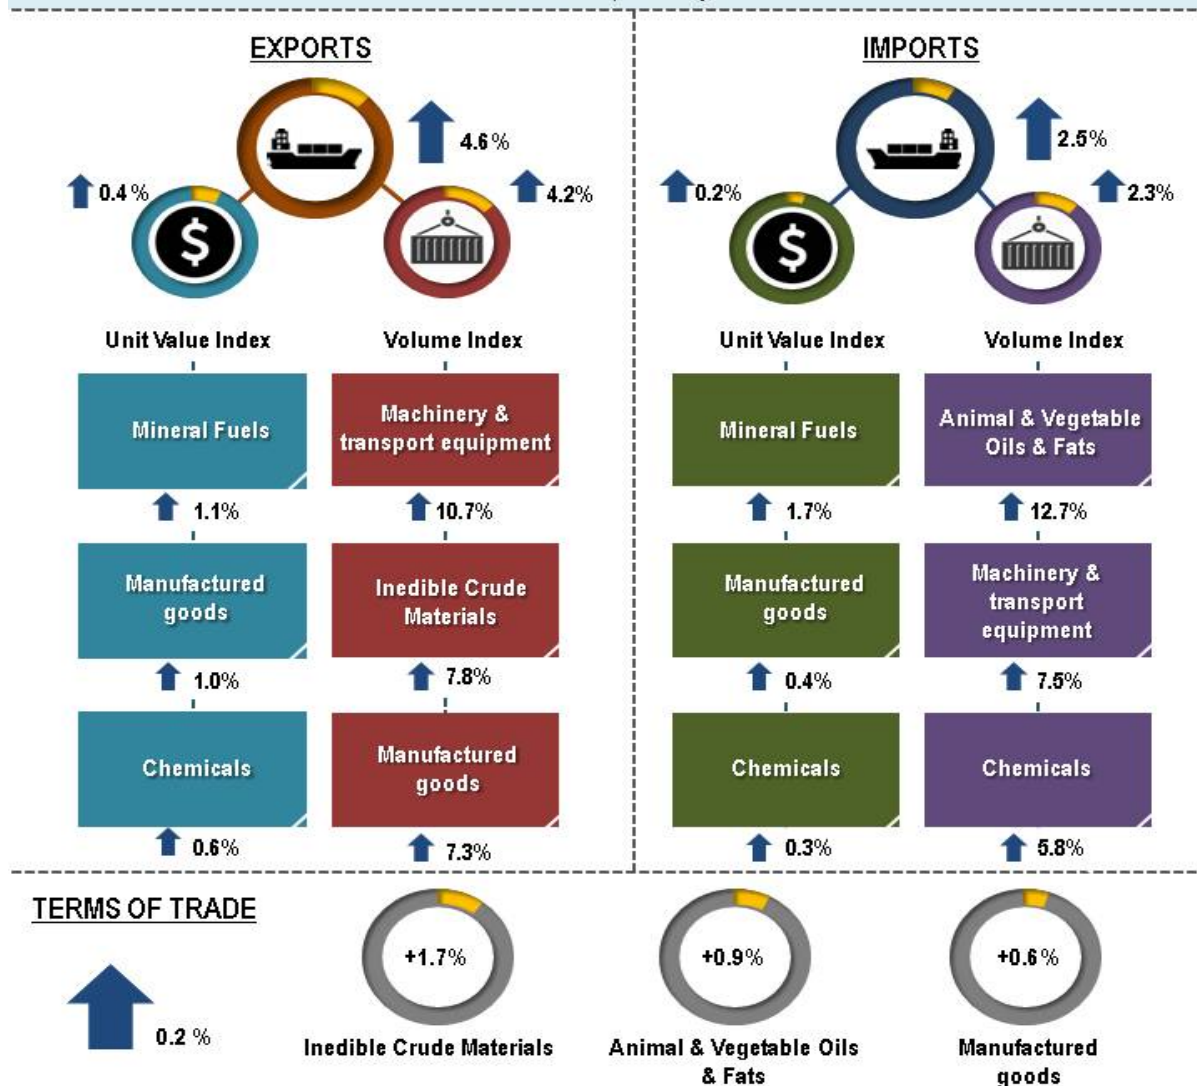 EXPORTS
4.6%
0.4%
4.2%
$
Unit Value Index
Volume Index
Mineral Fuels
1.1%
Manufactured
goods
1.0%
Chemicals
0.6%
Machinery &
transport equipment
10.7%
Inedible Crude
Materials
7.8%
Manufactured
goods
7.3%
IMPORTS
2.5%
0.2%
2.3%
$
Unit Value Index
Volume Index
Mineral Fuels
1.7%
Manufactured
goods
0.4%
Chemicals
0.3%
Animal & Vegetable
Oils & Fats
12.7%
Machinery &
transport
equipment
7.5%
Chemicals
5.8%
TERMS OF TRADE
0.2 %
+1.7%
Inedible Crude Materials
+0.9%
Animal & Vegetable Oils
& Fats
+0.6%
Manufactured
goods